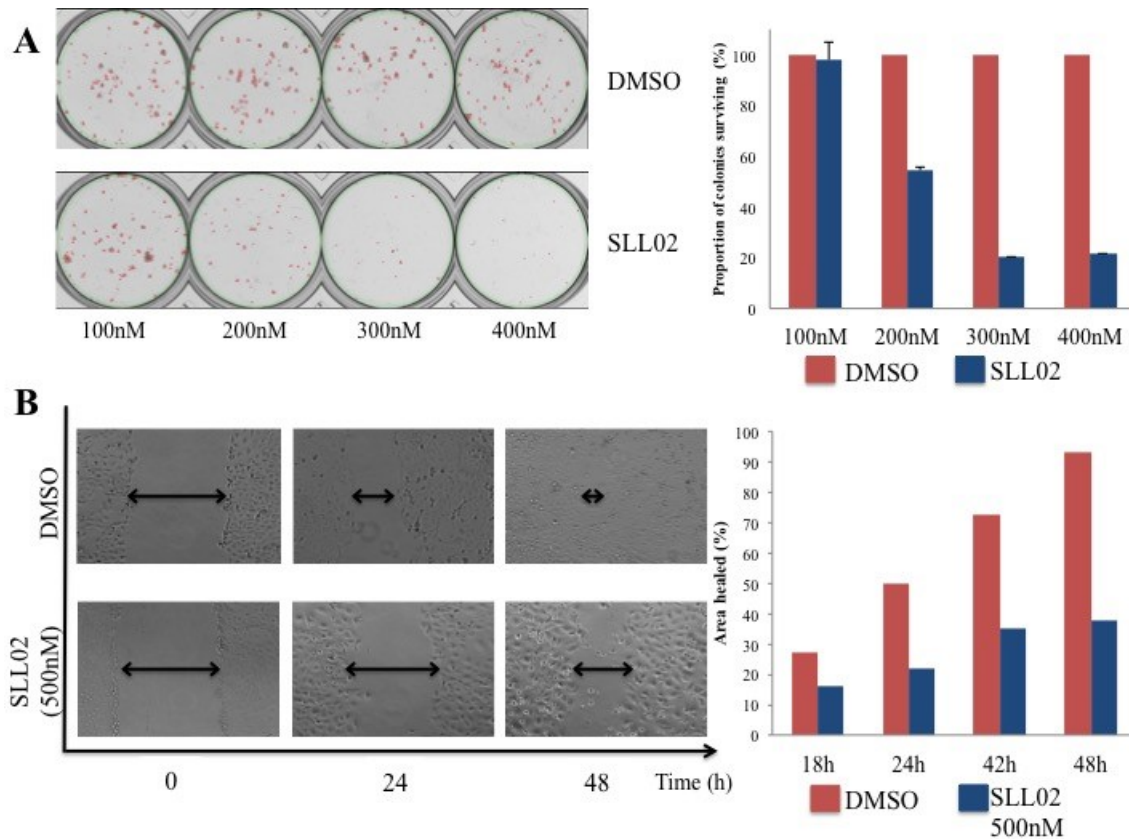 A
DMSO
SLL02
100nM 200nM 300nM 400nM
Proportion of colonies surviving (%)
100
80
60
40
20
0
100nM 200nM 300nM 400nM
DMSO SLL02
B
DMSO
SLL02
(500nM)
0 24 48 Time (h)
Area healed (%)
100
90
80
70
60
50
40
30
20
10
0
18h 24h 42h 48h
DMSO SLL02
500nM